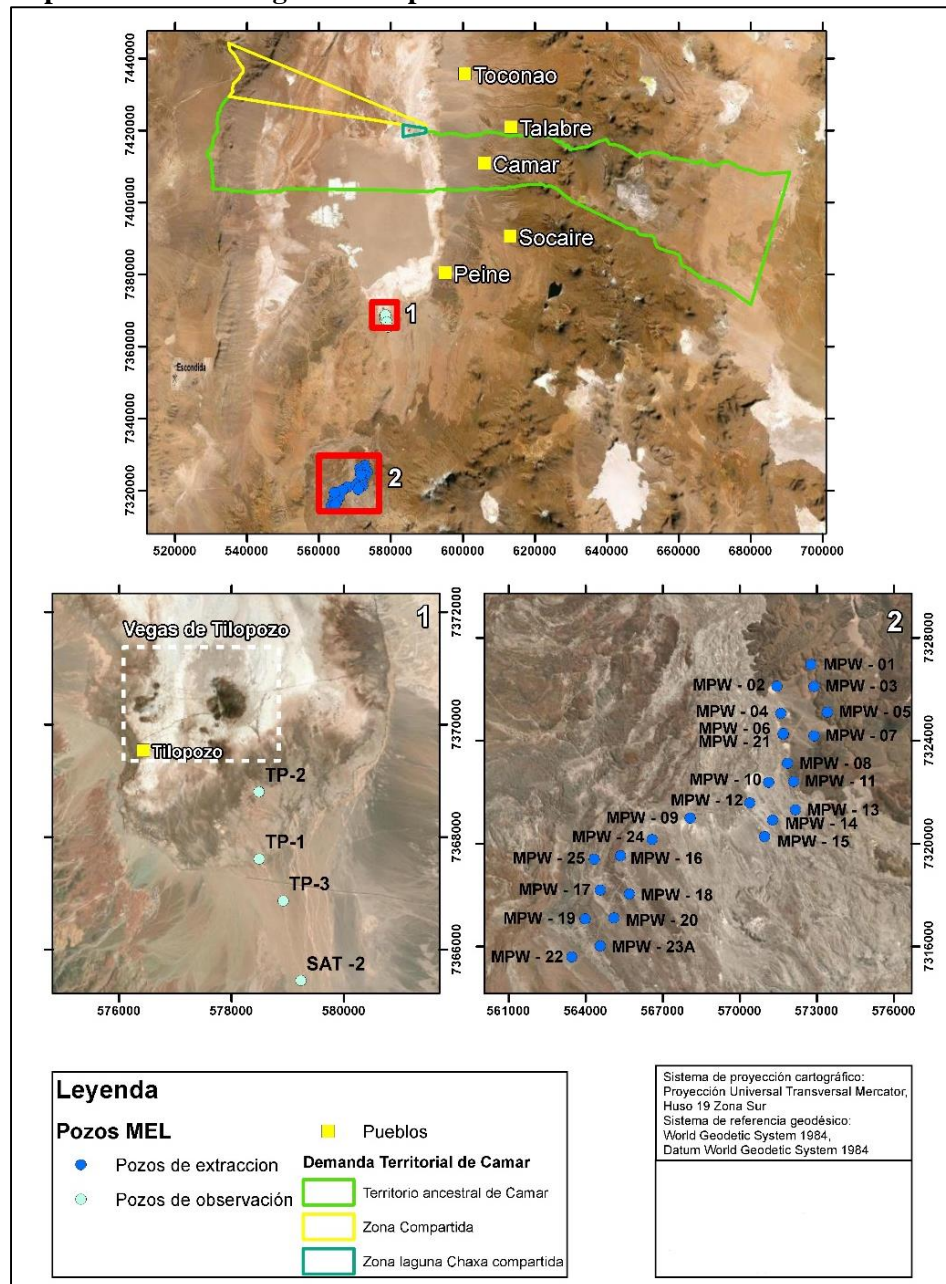 7440000
7420000
7400000
7380000
7360000
7340000
7320000
Toconao
Talabre
Camar
Socaire
Peine
1
Escondida
2
520000 540000 560000 580000 600000 620000 640000 660000 680000 700000
1
Vegas de Tilopozo
Tilopozo
TP-2
TP-1
TP-3
SAT -2
7372000
7370000
7368000
7366000
576000 578000 580000
2
MPW - 01
MPW - 02
MPW - 03
MPW - 04
MPW - 05
MPW - 06
MPW - 07
MPW - 21
MPW - 08
MPW - 10
MPW - 11
MPW - 12
MPW - 13
MPW - 09
MPW - 14
MPW - 24
MPW - 15
MPW - 25
MPW - 16
MPW - 17
MPW - 18
MPW - 19
MPW - 20
MPW - 22
MPW - 23A
7328000
7324000
7320000
7316000
561000 564000 567000 570000 573000 576000
Leyenda
Pozos MEL
Pozos de extraccion
Pozos de observación
Pueblos
Demanda Territorial de Camar
Territorio ancestral de Camar
Zona Compartida
Zona laguna Chaxa compartida
Sistema de proyección cartográfico:
Proyección Universal Transversal Mercator,
Huso 19 Zona Sur
Sistema de referencia geodésico:
World Geodetic System 1984,
Datum World Geodetic System 1984